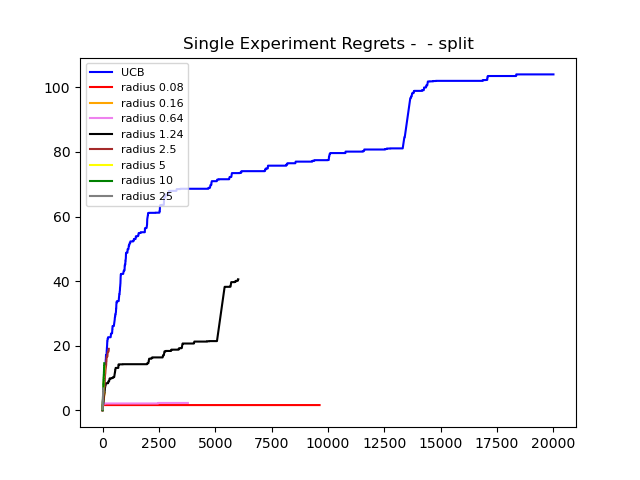 Single Experiment Regrets -  - split
UCB
radius 0.08
radius 0.16
radius 0.64
radius 1.24
radius 2.5
radius 5
radius 10
radius 25
100
80
60
40
20
0
0 2500 5000 7500 10000 12500 15000 17500 20000